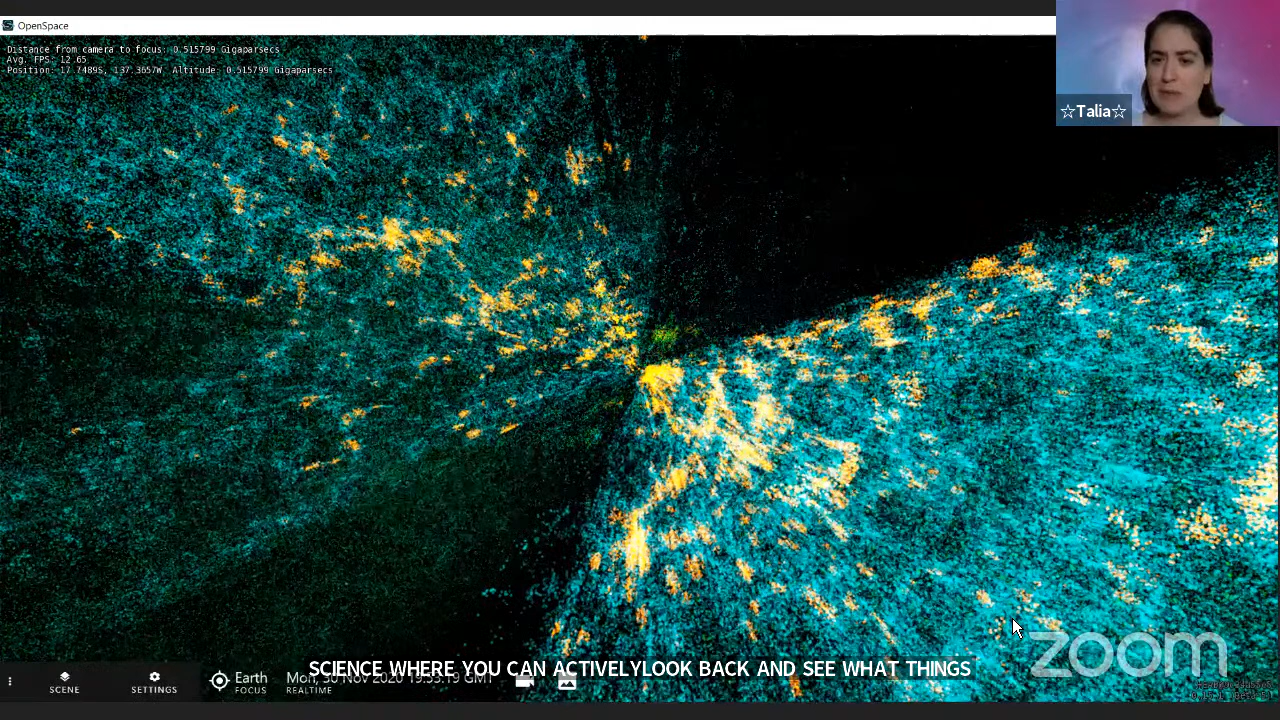 OpenSpace
Distance from camera to focus: 0.515799 Gigaparsecs
Avg. FPS: 12.65
Position: 17.7489S, 137.3657W Altitude: 0.515799 Gigaparsecs
☆Talia☆
SCIENCE WHERE YOU CAN ACTIVELYLOOK BACK AND SEE WHAT THINGS
SCENE
SETTINGS
Earth
FOCUS
REALTIME
zoom